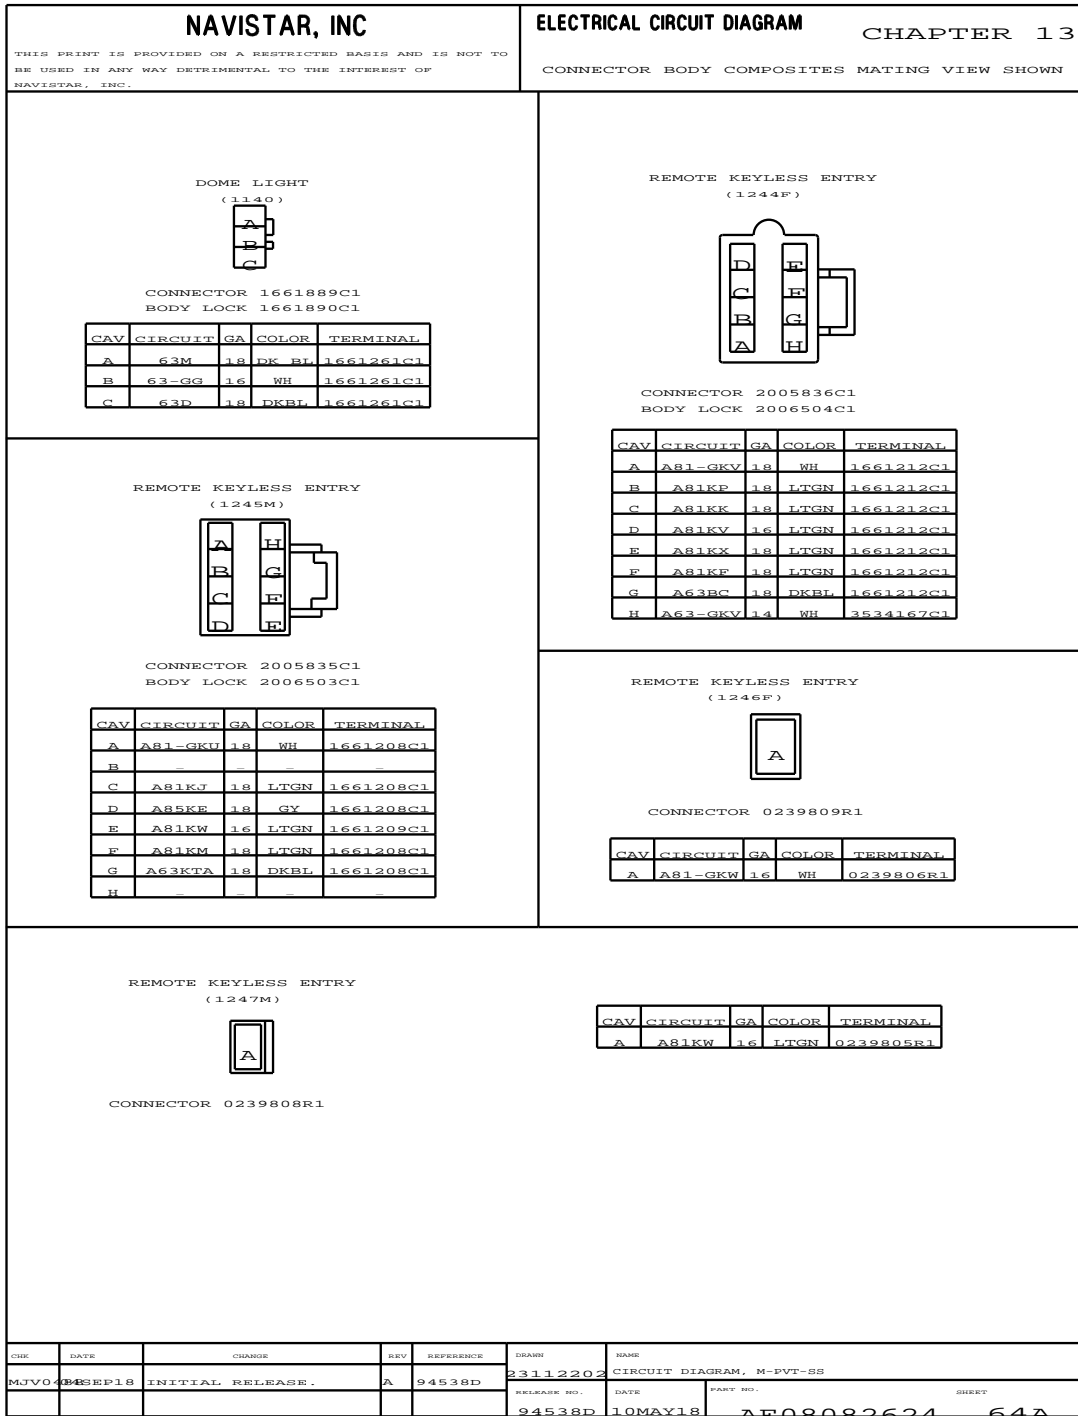 NAVISTAR, INC
THIS PRINT IS PROVIDED ON A RESTRICTED BASIS AND IS NOT TO
BE USED IN ANY WAY DETRIMENTAL TO THE INTEREST OF
NAVISTAR, INC.
ELECTRICAL CIRCUIT DIAGRAM
CHAPTER 13
CONNECTOR BODY COMPOSITES MATING VIEW SHOWN
DOME LIGHT
(1140)
A
B
C
CONNECTOR 1661889C1
BODY LOCK 1661890C1
CAV CIRCUIT GA COLOR TERMINAL
A 63M 18 DK BL 1661261C1
B 63-GG 16 WH 1661261C1
C 63D 18 DKBL 1661261C1
REMOTE KEYLESS ENTRY
(1244F)
D E
C F
B G
A H
CONNECTOR 2005836C1
BODY LOCK 2006504C1
CAV CIRCUIT GA COLOR TERMINAL
A A81-GKV 18 WH 1661212C1
B A81KP 18 LTGN 1661212C1
C A81KK 18 LTGN 1661212C1
D A81KV 16 LTGN 1661212C1
E A81KX 18 LTGN 1661212C1
F A81KF 18 LTGN 1661212C1
G A63BC 18 DKBL 1661212C1
H A63-GKV 14 WH 3534167C1
REMOTE KEYLESS ENTRY
(1245M)
A H
B G
C F
D E
CONNECTOR 2005835C1
BODY LOCK 2006503C1
CAV CIRCUIT GA COLOR TERMINAL
A A81-GKU 18 WH 1661208C1
B - - - -
C A81KJ 18 LTGN 1661208C1
D A85KE 18 GY 1661208C1
E A81KW 16 LTGN 1661209C1
F A81KM 18 LTGN 1661208C1
G A63KTA 18 DKBL 1661208C1
H - - - -
REMOTE KEYLESS ENTRY
(1246F)
A
CONNECTOR 0239809R1
CAV CIRCUIT GA COLOR TERMINAL
A A81-GKW 16 WH 0239806R1
REMOTE KEYLESS ENTRY
(1247M)
A
CONNECTOR 0239808R1
CAV CIRCUIT GA COLOR TERMINAL
A A81KW 16 LTGN 0239805R1
CHK DATE CHANGE REV REFERENCE
INITIAL RELEASE. A 94538D
DRAWN
23112202
NAME
CIRCUIT DIAGRAM, M-PVT-SS
RELEASE NO. DATE PART NO. SHEET
94538D 10MAY18 AF08082624 64A